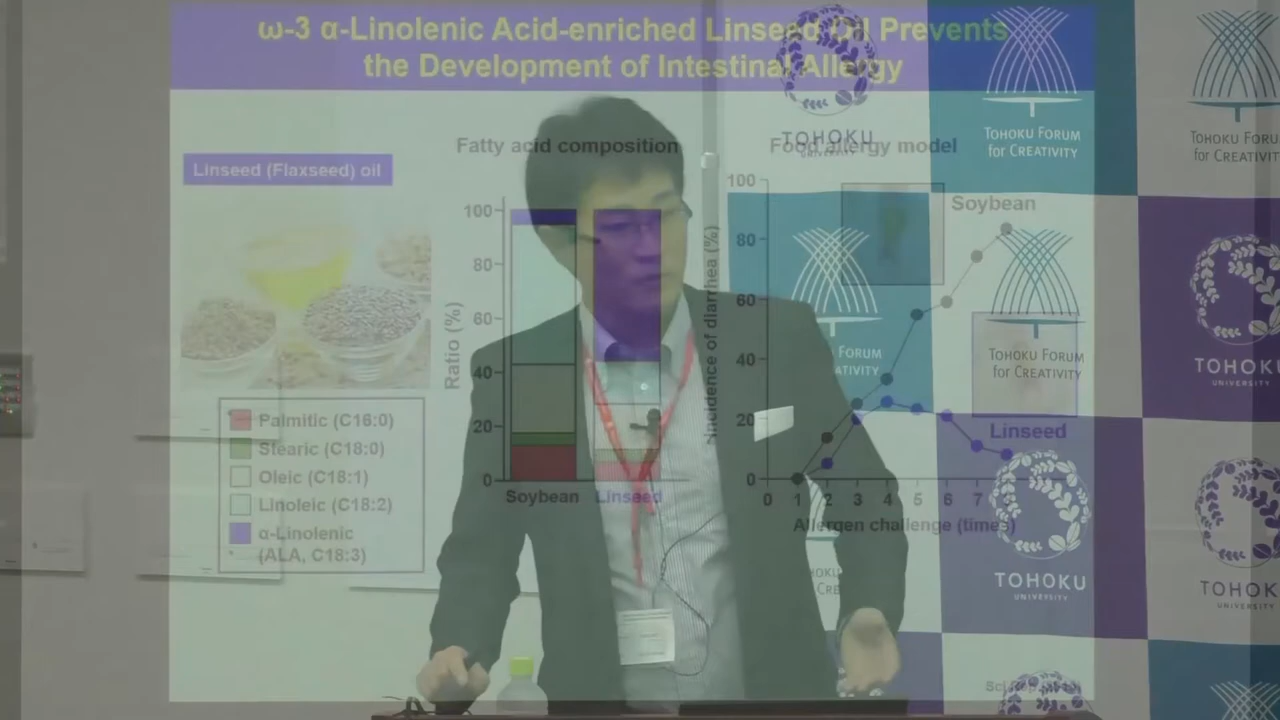 ω-3 α-Linolenic Acid-enriched Linseed Oil Prevents
the Development of Intestinal Allergy
Linseed (Flaxseed) oil
Palmitic (C16:0)
Stearic (C18:0)
Oleic (C18:1)
Linoleic (C18:2)
α-Linolenic
(ALA, C18:3)
Fatty acid composition
Ratio (%)
100
80
60
40
20
0
Soybean
Linseed
Food allergy model
Incidence of diarrhea (%)
100
80
60
40
20
0
0 1 2 3 4 5 6 7
Allergen challenge (times)
Soybean
Linseed
TOHOKU
UNIVERSITY
TOHOKU FORUM
for CREATIVITY
TOHOKU FORUM
for CREATIVITY
FORUM
ATIVITY
TOHOKU FORUM
for CREATIVITY
TOHOKU
UNIVERSITY
TOHOKU
UNIVERSITY
TOHOK
UNIVERSITY